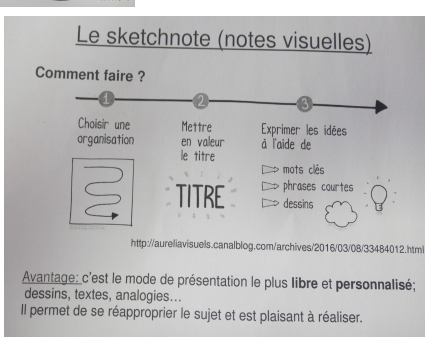 Le sketchnote (notes visuelles)
Comment faire ?
1
2
3
Choisir une
organisation
Mettre
en valeur
le titre
TITRE
Exprimer les idées
à l'aide de
mots clés
phrases courtes
dessins
http://aureliavisuels.canalblog.com/archives/2016/03/08/33484012.html
Avantage: c'est le mode de présentation le plus libre et personnalisé;
dessins, textes, analogies...
Il permet de se réapproprier le sujet et est plaisant à réaliser.